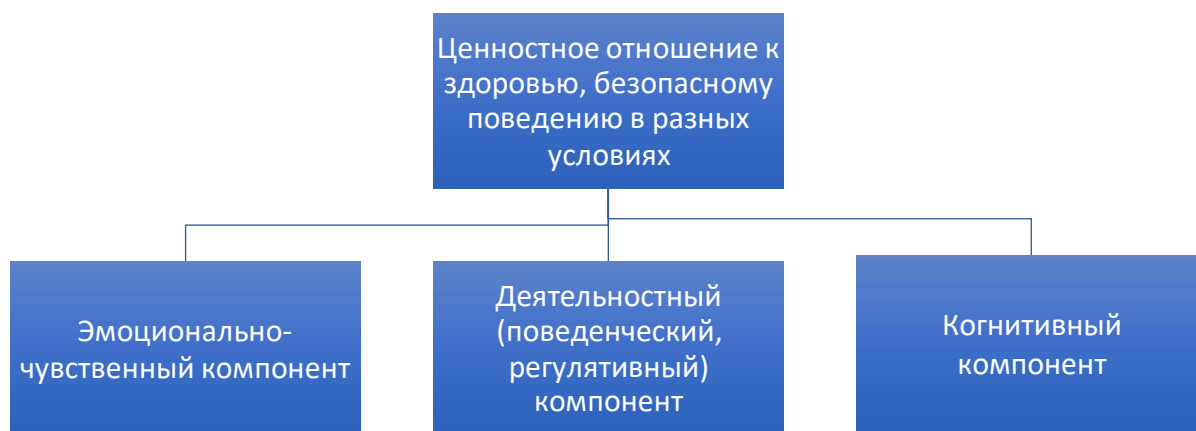 Ценностное отношение к
здоровью, безопасному
поведению в разных
условиях
Эмоционально-
чувственный компонент
Деятельностный
(поведенческий,
регулятивный)
компонент
Когнитивный
компонент